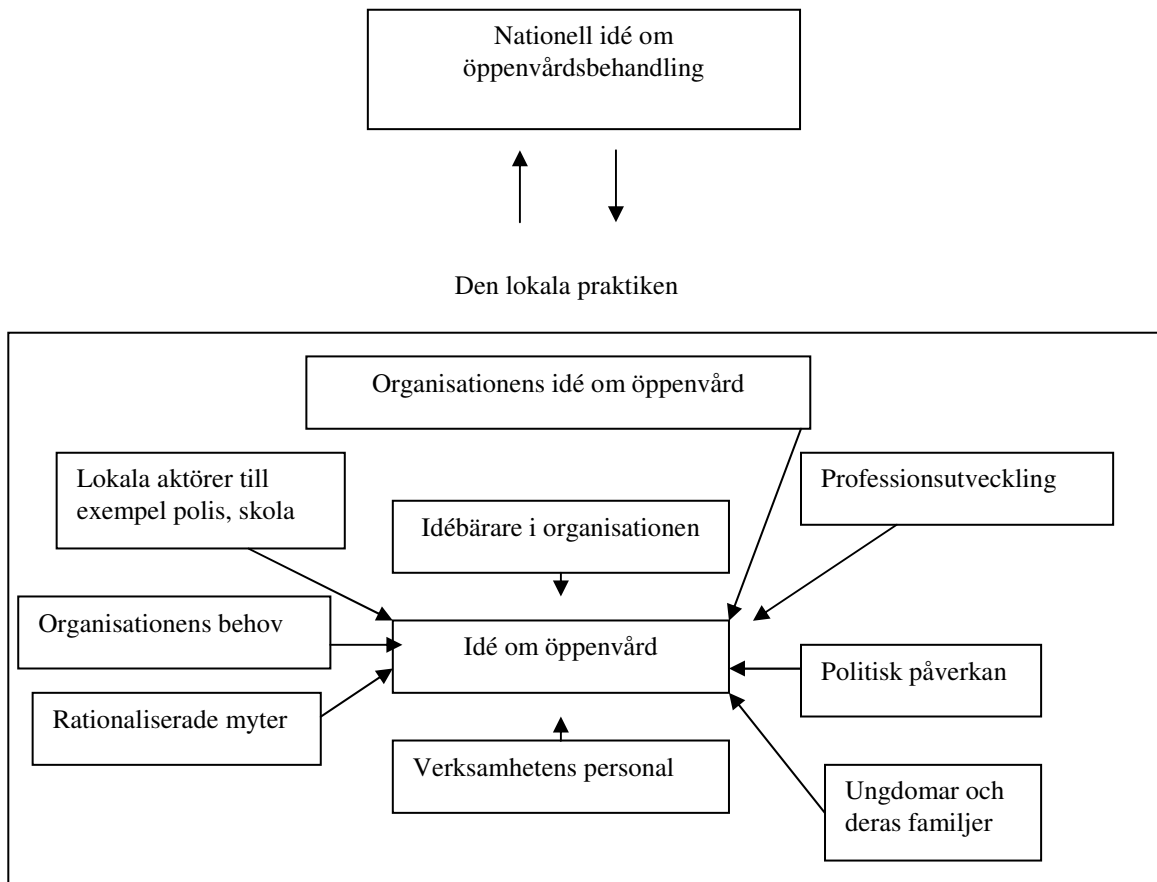 Nationell idé om
öppenvårdsbehandling
Den lokala praktiken
Organisationens idé om öppenvård
Lokala aktörer till
exempel polis, skola
Professionsutveckling
Idébärare i organisationen
Organisationens behov
Idé om öppenvård
Politisk påverkan
Rationaliserade myter
Verksamhetens personal
Ungdomar och
deras familjer